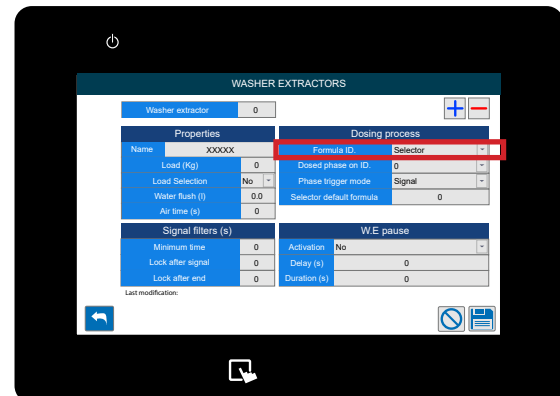 WASHER EXTRACTORS
Washer extractor 0
Properties
Name XXXXX
Load (Kg) 0
Load Selection No
Water flush (l) 0.0
Air time (s) 0
Dosing process
Formula ID. Selector
Dosed phase on ID. 0
Phase trigger mode Signal
Selector default formula 0
Signal filters (s)
Minimum time 0
Lock after signal 0
Lock after end 0
W.E pause
Activation No
Delay (s) 0
Duration (s) 0
Last modification: